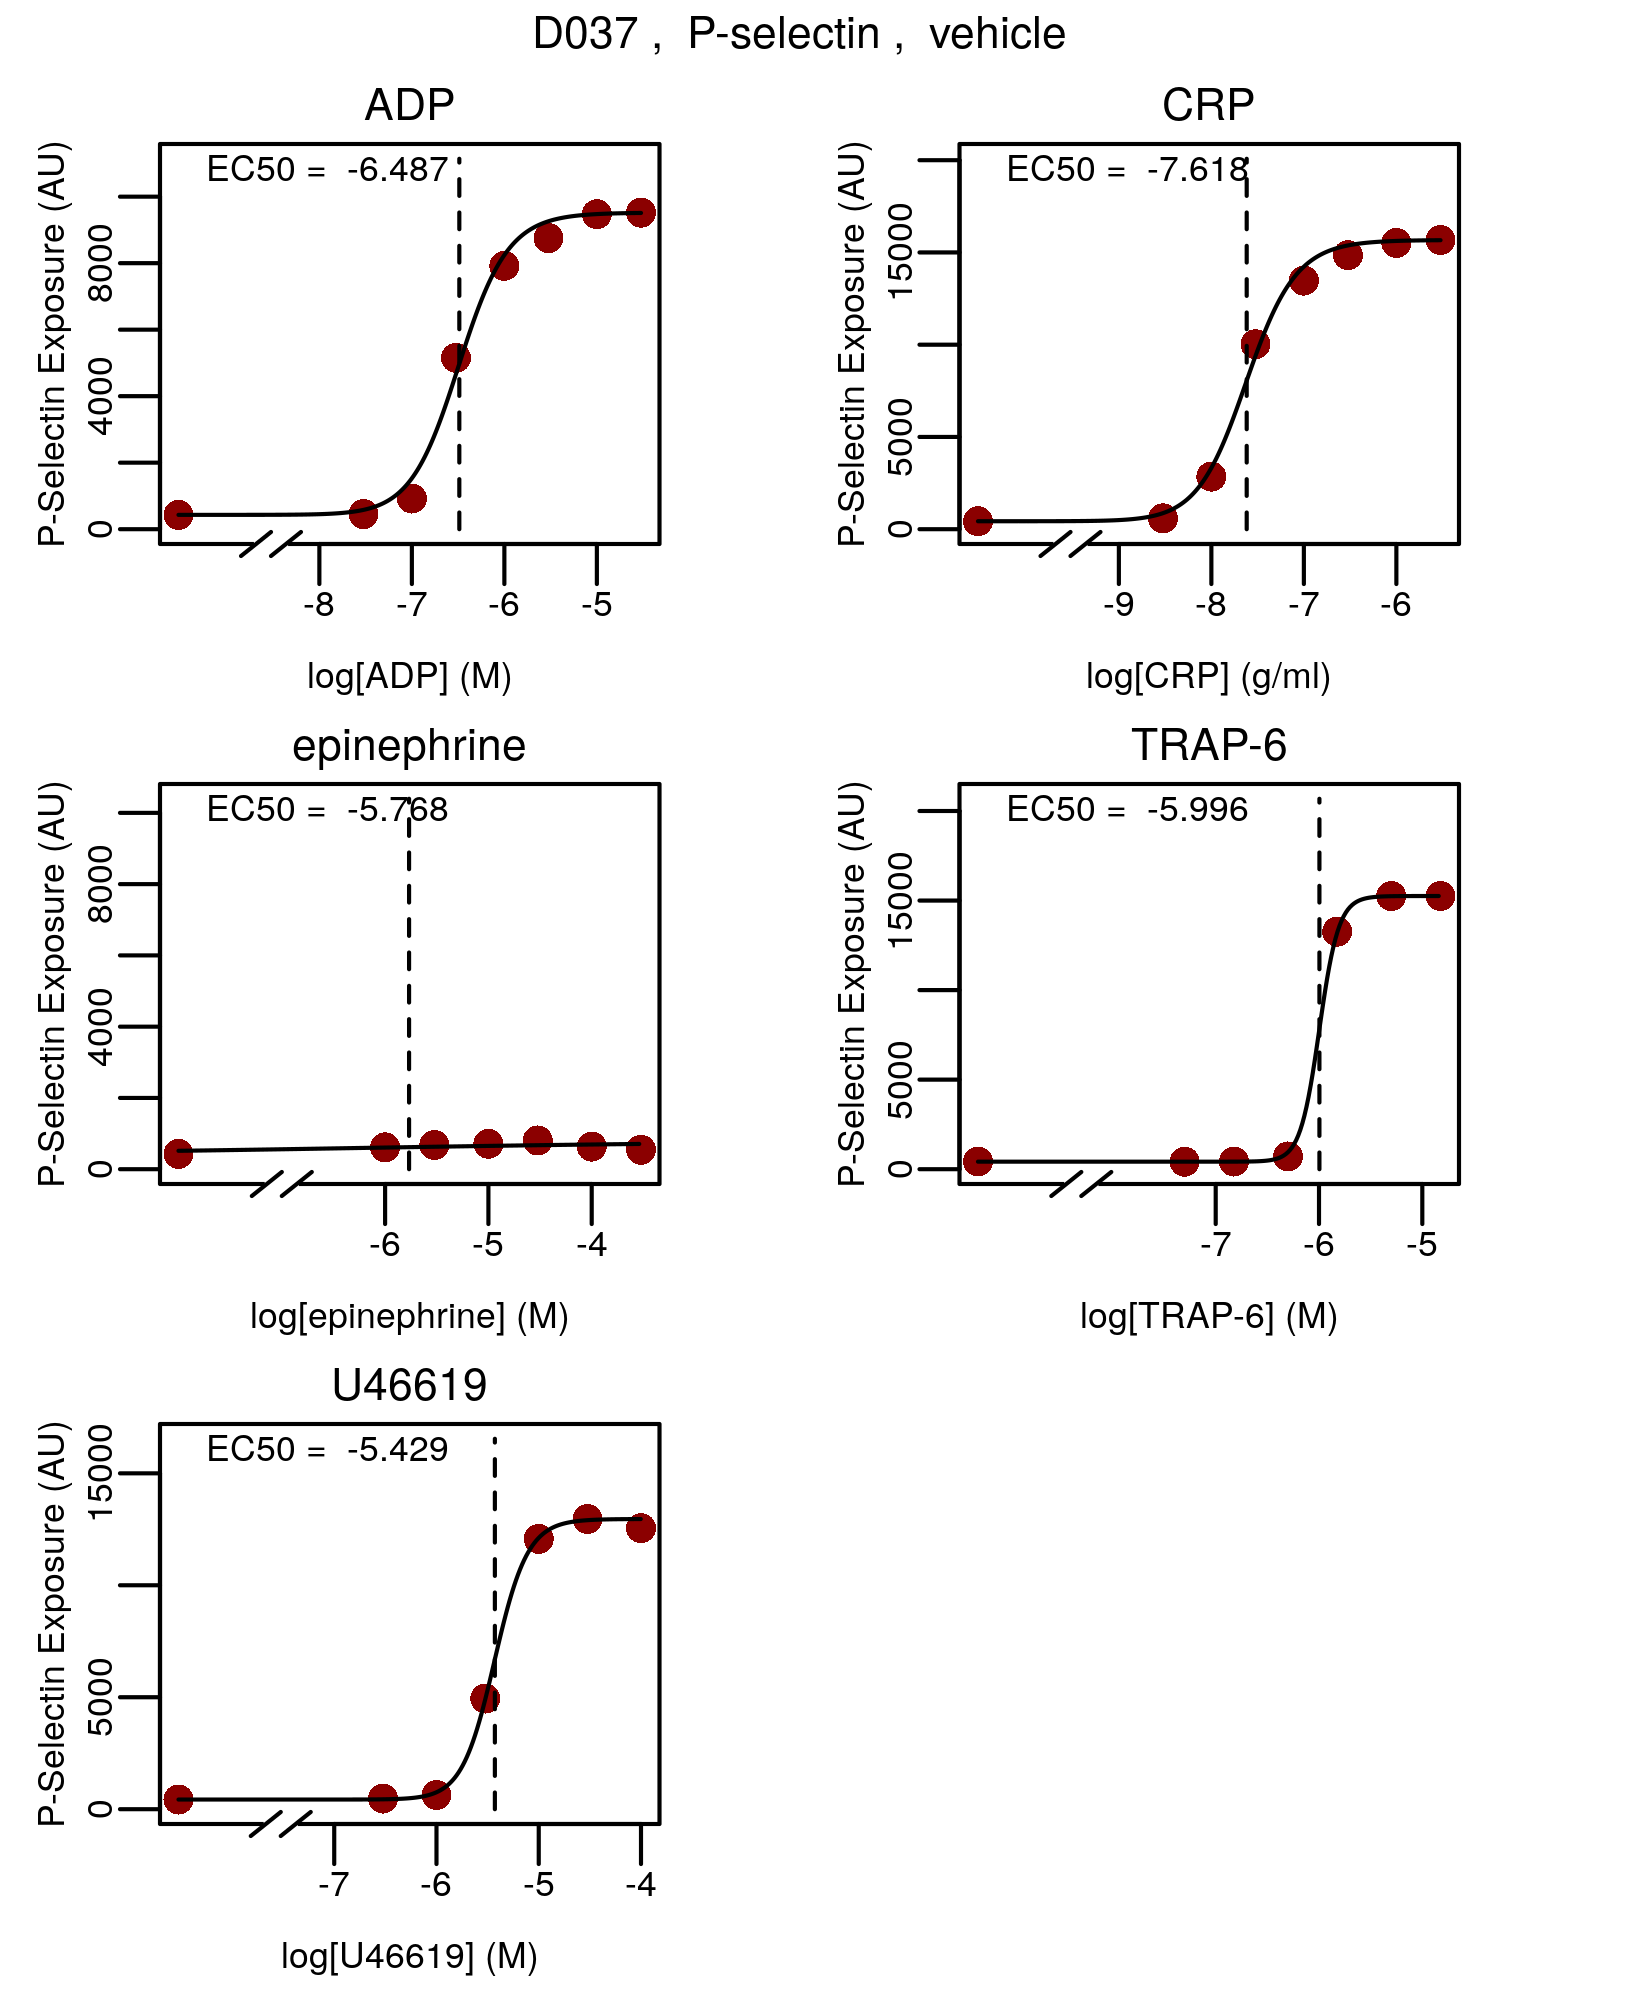 D037 ,  P-selectin ,  vehicle
ADP
EC50 =  -6.487
P-Selectin Exposure (AU)
8000
4000
0
-8 -7 -6 -5
log[ADP] (M)
CRP
EC50 =  -7.618
P-Selectin Exposure (AU)
15000
5000
0
-9 -8 -7 -6
log[CRP] (g/ml)
epinephrine
EC50 =  -5.768
P-Selectin Exposure (AU)
8000
4000
0
-6 -5 -4
log[epinephrine] (M)
TRAP-6
EC50 =  -5.996
P-Selectin Exposure (AU)
15000
5000
0
-7 -6 -5
log[TRAP-6] (M)
U46619
EC50 =  -5.429
P-Selectin Exposure (AU)
15000
5000
0
-7 -6 -5 -4
log[U46619] (M)